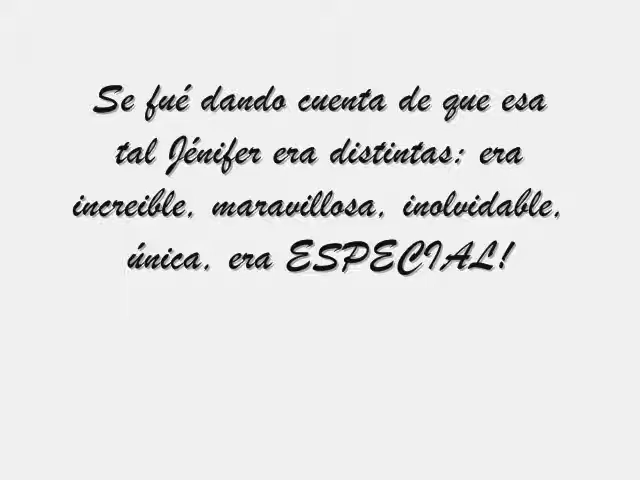 Se fué dando cuenta de que esa
tal Jénifer era distintas: era
increible, maravillosa, inolvidable,
única, era ESPECIAL!